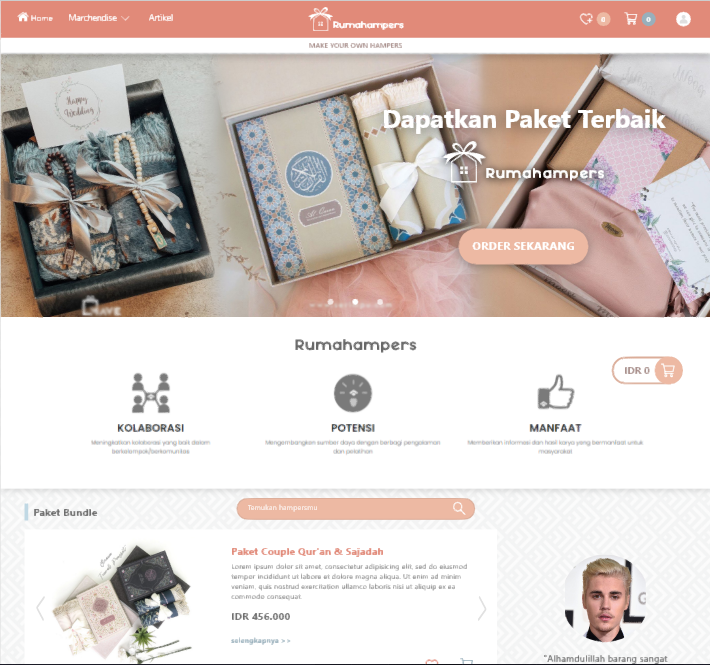 Home Marchendise Artikel Rumahampers 0 0
MAKE YOUR OWN HAMPERS
Happy
Wedding
Dapatkan Paket Terbaik
Rumahampers
ORDER SEKARANG
Rumahampers
IDR 0
KOLABORASI
Meningkatkan kolaborasi yang baik dalam
berkelompok/berkomunitas
POTENSI
Mengembangkan sumber daya dengan berbagi pengalaman
dan pelatihan
MANFAAT
Memberikan informasi dan hasil karya yang bermanfaat untuk
masyarakat
Paket Bundle
Temukan hampersmu
Paket Couple Qur'an & Sajadah
Lorem ipsum dolor sit amet, consectetur adipisicing elit, sed do eiusmod
tempor incididunt ut labore et dolore magna aliqua. Ut enim ad minim
veniam, quis nostrud exercitation ullamco laboris nisi ut aliquip ex ea
commodo consequat.
IDR 456.000
selengkapnya >>
"Alhamdulillah barang sangat